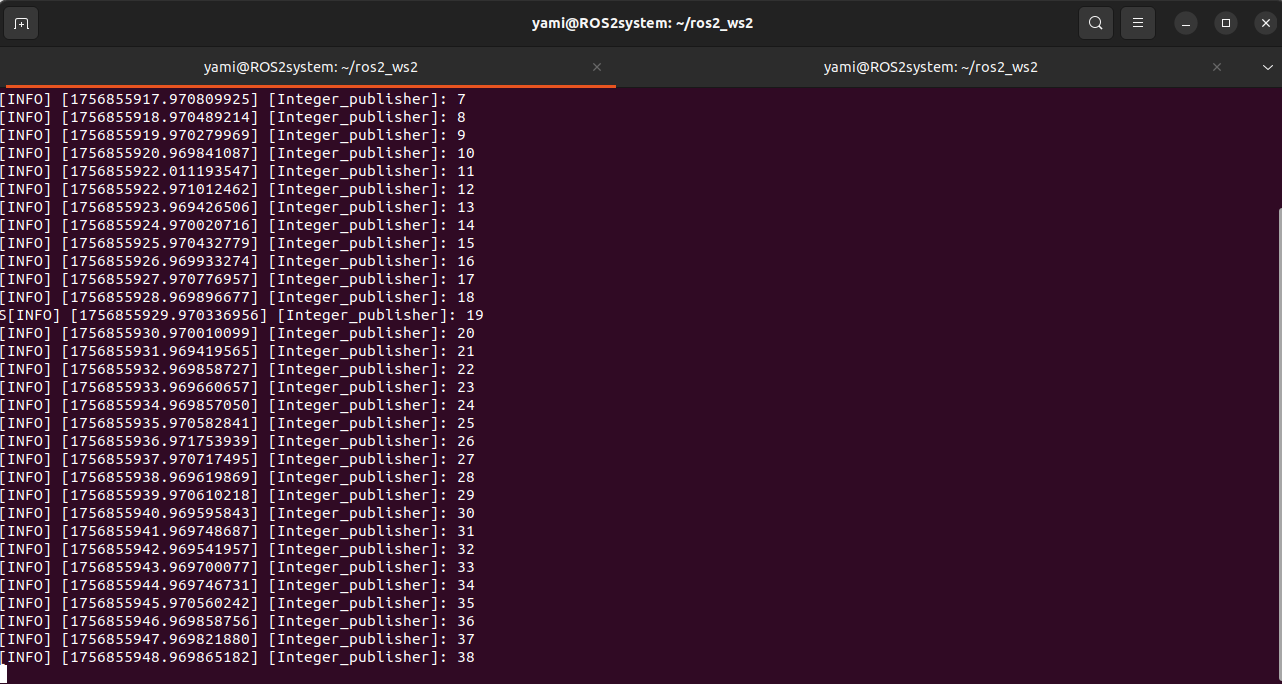 yami@ROS2system: ~/ros2_ws2
yami@ROS2system: ~/ros2_ws2
yami@ROS2system: ~/ros2_ws2
[INFO] [1756855917.970809925] [Integer_publisher]: 7
[INFO] [1756855918.970489214] [Integer_publisher]: 8
[INFO] [1756855919.970279969] [Integer_publisher]: 9
[INFO] [1756855920.969841087] [Integer_publisher]: 10
[INFO] [1756855922.011193547] [Integer_publisher]: 11
[INFO] [1756855922.971012462] [Integer_publisher]: 12
[INFO] [1756855923.969426506] [Integer_publisher]: 13
[INFO] [1756855924.970020716] [Integer_publisher]: 14
[INFO] [1756855925.970432779] [Integer_publisher]: 15
[INFO] [1756855926.969933274] [Integer_publisher]: 16
[INFO] [1756855927.970776957] [Integer_publisher]: 17
[INFO] [1756855928.969896677] [Integer_publisher]: 18
S[INFO] [1756855929.970336956] [Integer_publisher]: 19
[INFO] [1756855930.970010099] [Integer_publisher]: 20
[INFO] [1756855931.969419565] [Integer_publisher]: 21
[INFO] [1756855932.969858727] [Integer_publisher]: 22
[INFO] [1756855933.969660657] [Integer_publisher]: 23
[INFO] [1756855934.969857050] [Integer_publisher]: 24
[INFO] [1756855935.970582841] [Integer_publisher]: 25
[INFO] [1756855936.971753939] [Integer_publisher]: 26
[INFO] [1756855937.970717495] [Integer_publisher]: 27
[INFO] [1756855938.969619869] [Integer_publisher]: 28
[INFO] [1756855939.970610218] [Integer_publisher]: 29
[INFO] [1756855940.969595843] [Integer_publisher]: 30
[INFO] [1756855941.969748687] [Integer_publisher]: 31
[INFO] [1756855942.969541957] [Integer_publisher]: 32
[INFO] [1756855943.969700077] [Integer_publisher]: 33
[INFO] [1756855944.969746731] [Integer_publisher]: 34
[INFO] [1756855945.970560242] [Integer_publisher]: 35
[INFO] [1756855946.969858756] [Integer_publisher]: 36
[INFO] [1756855947.969821880] [Integer_publisher]: 37
[INFO] [1756855948.969865182] [Integer_publisher]: 38